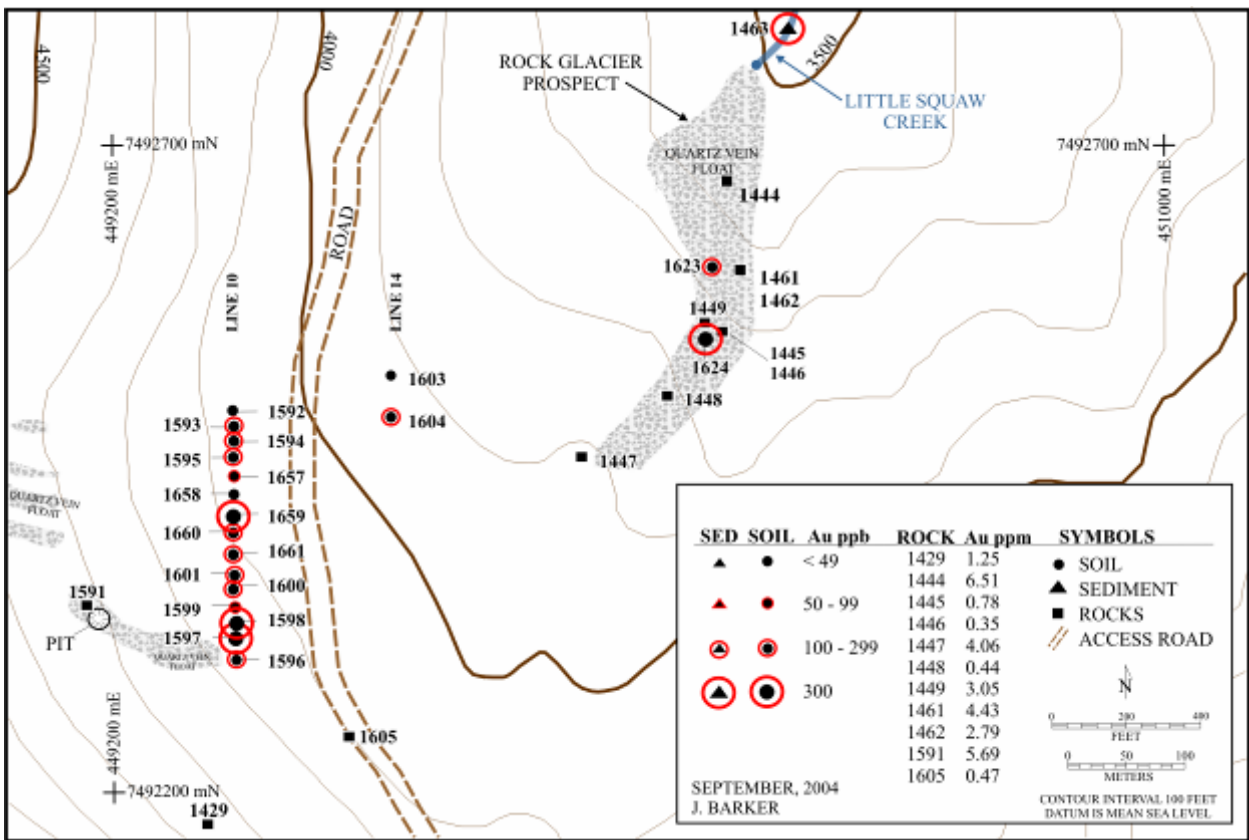 4500
4000
1463
3500
ROCK GLACIER
PROSPECT
LITTLE SQUAW
CREEK
7492700 mN
449200 mE
QUARTZ VEIN
FLOAT
1444
7492700 mN
451000 mE
ROAD
LINE 10
LINE 14
1623
1461
1462
1449
1445
1446
1624
1603
1448
1604
1447
1592
1593
1594
1595
1657
1658
1659
1660
1661
1601
1600
1599
1598
1597
1596
QUARTZ VEIN
FLOAT
1591
PIT
QUARTZ VEIN
FLOAT
1605
449200 mE
7492200 mN
1429
SED SOIL Au ppb
< 49
50 - 99
100 - 299
300
ROCK Au ppm
1429 1.25
1444 6.51
1445 0.78
1446 0.35
1447 4.06
1448 0.44
1449 3.05
1461 4.43
1462 2.79
1591 5.69
1605 0.47
SYMBOLS
SOIL
SEDIMENT
ROCKS
ACCESS ROAD
N
0 200 400
FEET
0 50 100
METERS
SEPTEMBER, 2004
J. BARKER
CONTOUR INTERVAL 100 FEET
DATUM IS MEAN SEA LEVEL